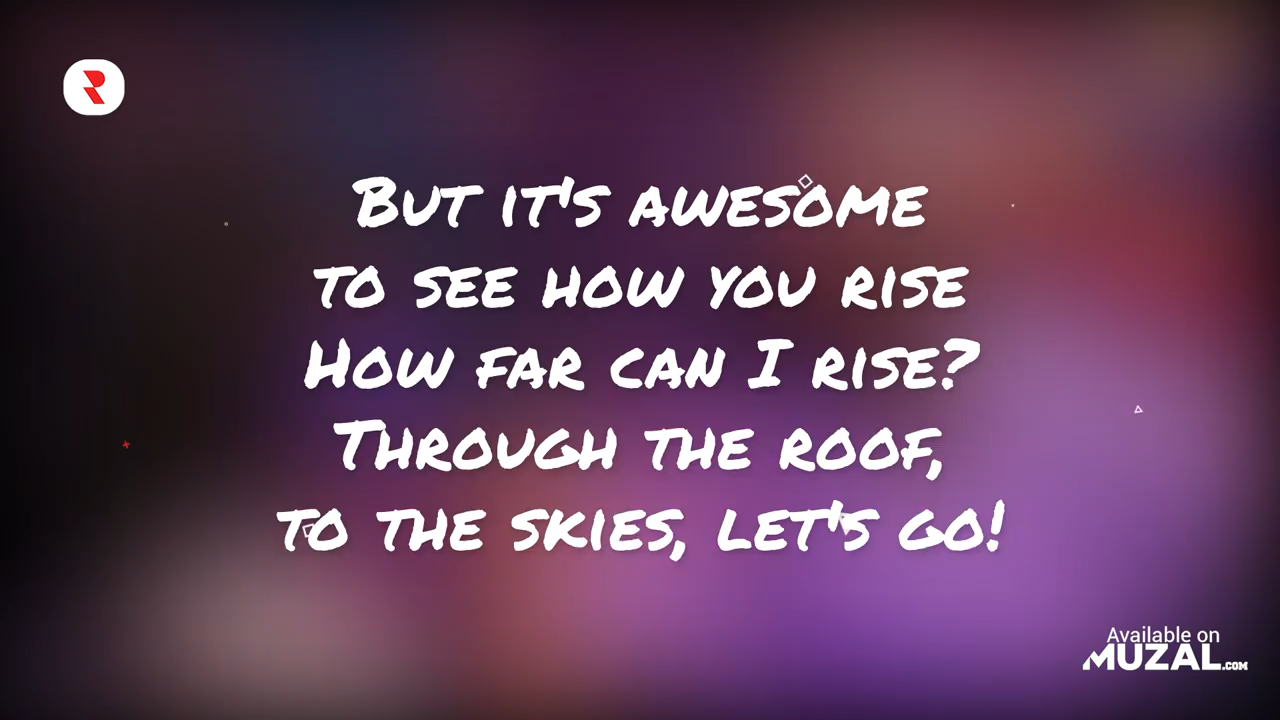 But it's awesome
to see how you rise
How far can I rise?
Through the roof,
to the skies, let's go!
Available on
MUZAL.COM